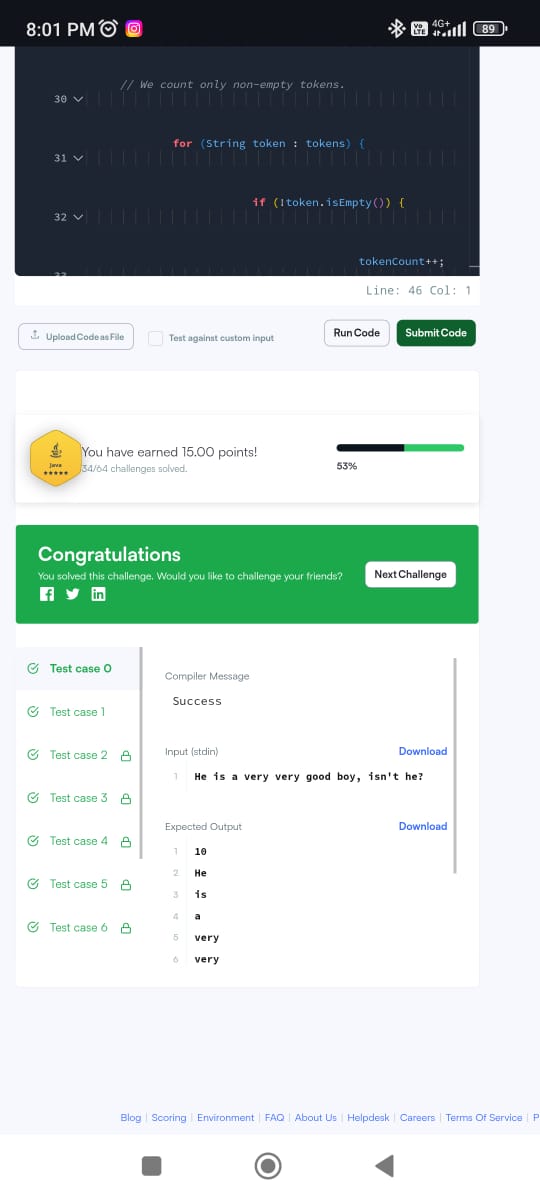 8:01 PM
4G+
Vo LTE
89
// We count only non-empty tokens.
30
for (String token : tokens) {
31
if (!token.isEmpty()) {
32
tokenCount++;
33
Line: 46 Col: 1
Upload Code as File
Test against custom input
Run Code
Submit Code
Java
You have earned 15.00 points!
34/64 challenges solved.
53%
Congratulations
You solved this challenge. Would you like to challenge your friends?
Next Challenge
Test case 0
Test case 1
Test case 2
Test case 3
Test case 4
Test case 5
Test case 6
Compiler Message
Success
Input (stdin)
Download
1 He is a very very good boy, isn't he?
Expected Output
Download
1 10
2 He
3 is
4 a
5 very
6 very
Blog | Scoring | Environment | FAQ | About Us | Helpdesk | Careers | Terms Of Service | P